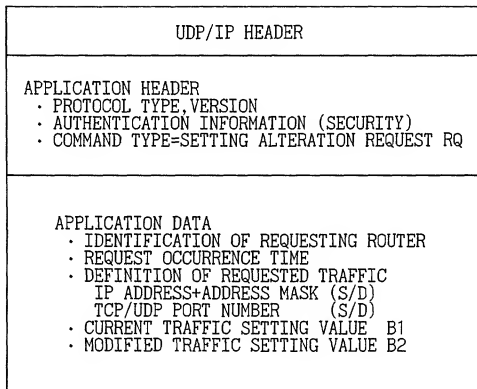 UDP/IP HEADER
APPLICATION HEADER
· PROTOCOL TYPE,VERSION
· AUTHENTICATION INFORMATION (SECURITY)
· COMMAND TYPE=SETTING ALTERATION REQUEST RQ
APPLICATION DATA
· IDENTIFICATION OF REQUESTING ROUTER
· REQUEST OCCURRENCE TIME
· DEFINITION OF REQUESTED TRAFFIC
IP ADDRESS+ADDRESS MASK (S/D)
TCP/UDP PORT NUMBER (S/D)
· CURRENT TRAFFIC SETTING VALUE B1
· MODIFIED TRAFFIC SETTING VALUE B2